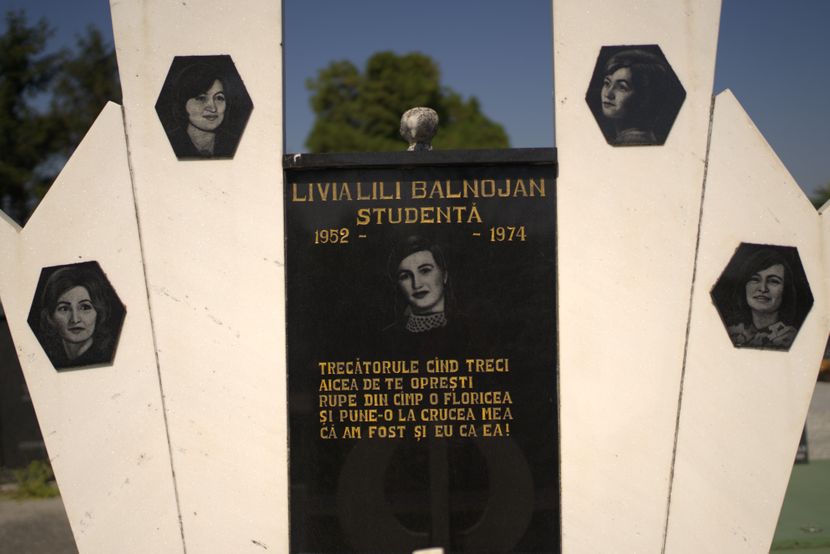 LIVIA LILI BALNOJAN
STUDENTĂ
1952 - - 1974
TRECĂTORULE CÎND TRECI
AICEA DE TE OPREȘTI
RUPE DIN CÎMP O FLORICEA
ȘI PUNE-O LA CRUCEA MEA
CĂ AM FOST ȘI EU CA EA!